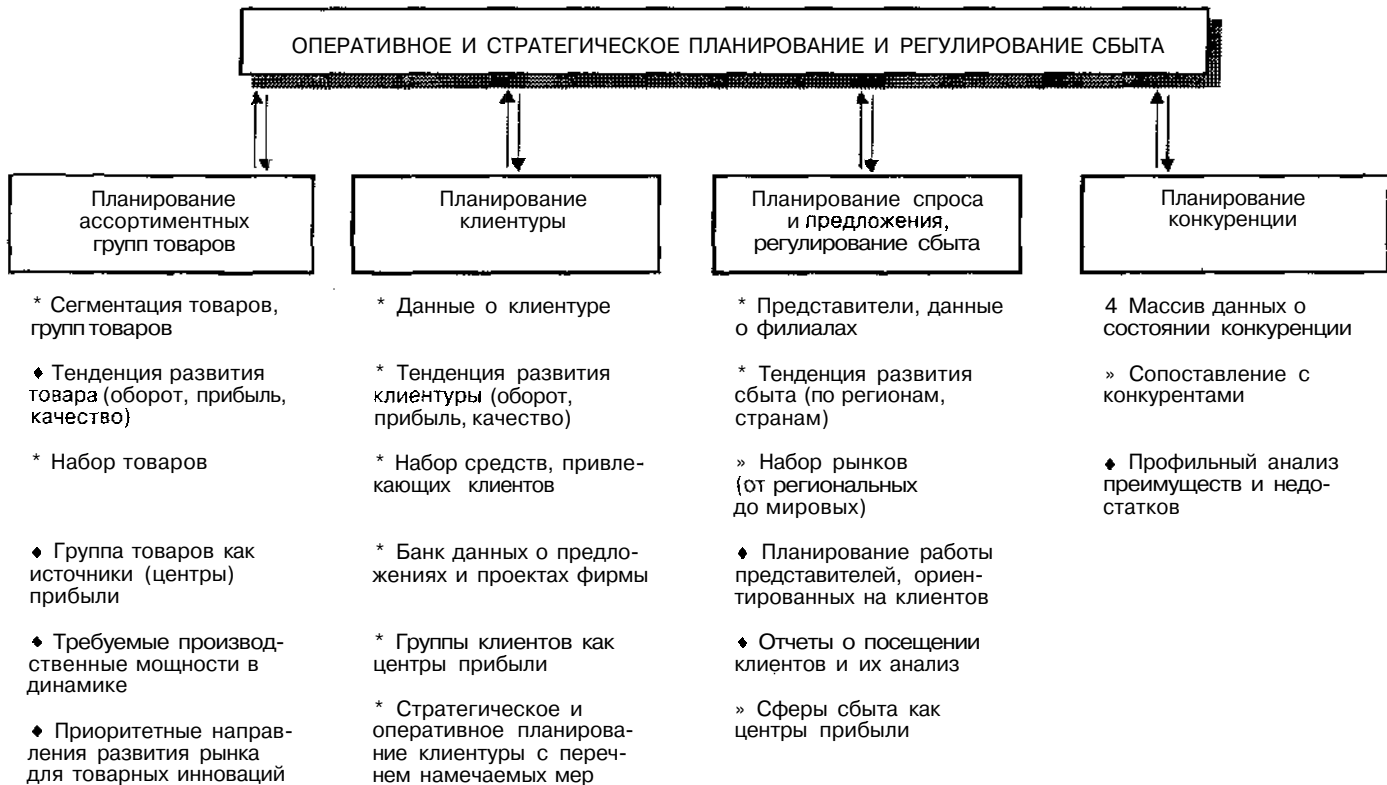 ОПЕРАТИВНОЕ И СТРАТЕГИЧЕСКОЕ ПЛАНИРОВАНИЕ И РЕГУЛИРОВАНИЕ СБЫТА
Планирование
ассортиментных
групп товаров
* Сегментация товаров,
групп товаров
♦ Тенденция развития
товара (оборот, прибыль,
качество)
* Набор товаров
♦ Группа товаров как
источники (центры)
прибыли
♦ Требуемые производ-
ственные мощности в
динамике
♦ Приоритетные направ-
ления развития рынка
для товарных инноваций
Планирование
клиентуры
* Данные о клиентуре
* Тенденция развития
клиентуры (оборот,
прибыль, качество)
* Набор средств, привле-
кающих клиентов
* Банк данных о предло-
жениях и проектах фирмы
* Группы клиентов как
центры прибыли
* Стратегическое и
оперативное планирова-
ние клиентуры с переч-
нем намечаемых мер
Планирование спроса
и предложения,
регулирование сбыта
* Представители, данные
о филиалах
* Тенденция развития
сбыта (по регионам,
странам)
» Набор рынков
(от региональных
до мировых)
♦ Планирование работы
представителей, ориен-
тированных на клиентов
♦ Отчеты о посещении
клиентов и их анализ
» Сферы сбыта как
центры прибыли
Планирование
конкуренции
4 Массив данных о
состоянии конкуренции
» Сопоставление с
конкурентами
♦ Профильный анализ
преимуществ и недо-
статков